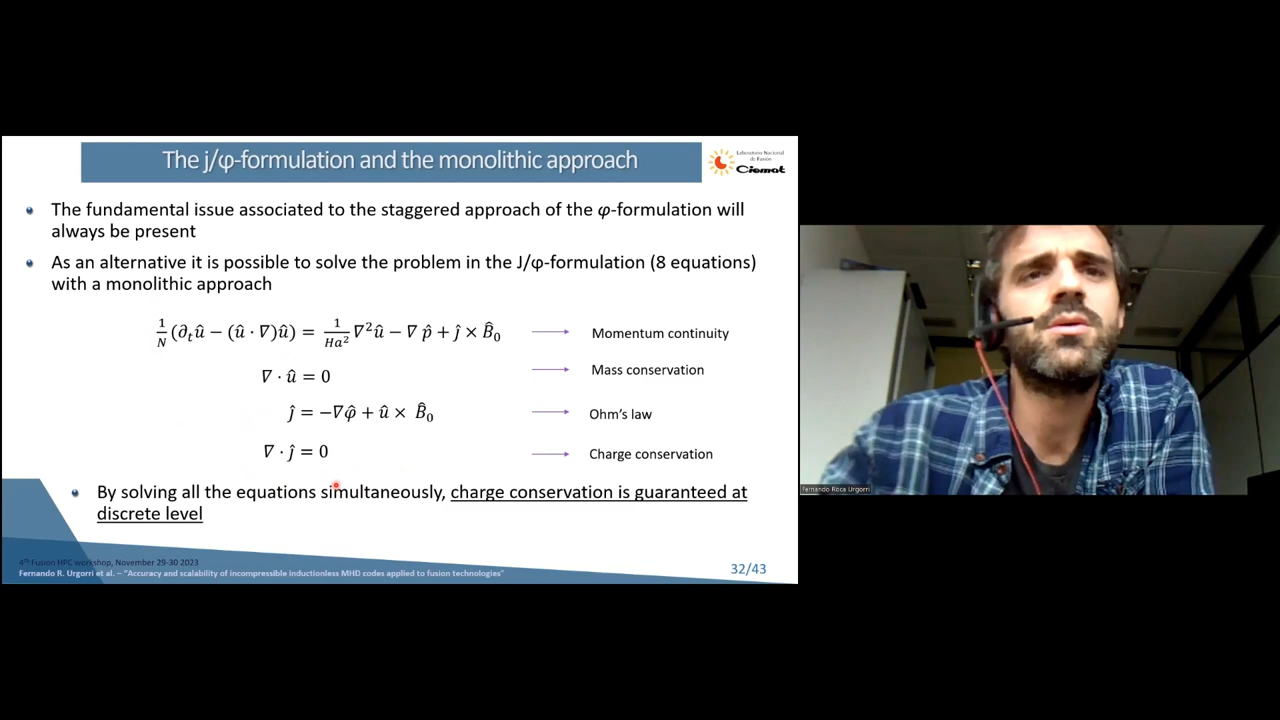 The j/φ-formulation and the monolithic approach
Laboratorio Nacional
de Fusión
Ciemat
The fundamental issue associated to the staggered approach of the φ-formulation will
always be present
As an alternative it is possible to solve the problem in the J/φ-formulation (8 equations)
with a monolithic approach
1/N (∂ₜû − (û · ∇)û) = 1/Ha² ∇²û − ∇p̂ + ĵ × B̂₀ → Momentum continuity
∇ · û = 0 → Mass conservation
ĵ = −∇φ̂ + û × B̂₀ → Ohm's law
∇ · ĵ = 0 → Charge conservation
By solving all the equations simultaneously, charge conservation is guaranteed at
discrete level
4th Fusion HPC workshop, November 29-30 2023
Fernando R. Urgorri et al. – "Accuracy and scalability of incompressible inductionless MHD codes applied to fusion technologies"
32/43
Fernando Roca Urgorri